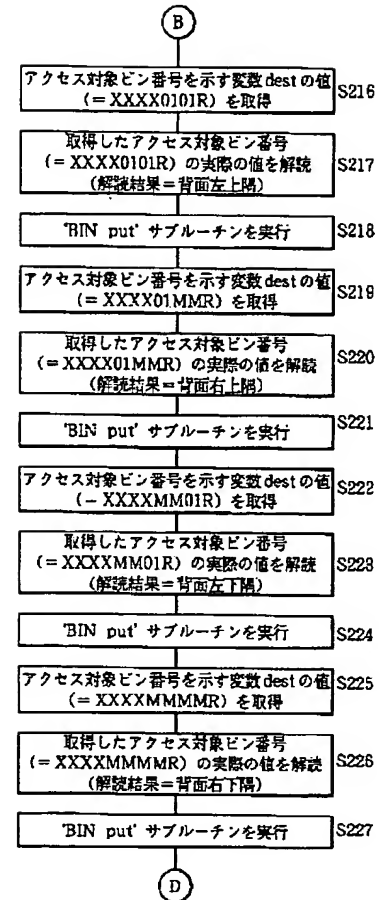 B
アクセス対象ビン番号を示す変数destの値
(=XXXX0101R)を取得
S216
取得したアクセス対象ビン番号
(=XXXX0101R)の実際の値を解読
(解読結果=背面左上隅)
S217
'BIN put' サブルーチンを実行
S218
アクセス対象ビン番号を示す変数destの値
(=XXXX01MMR)を取得
S219
取得したアクセス対象ビン番号
(=XXXX01MMR)の実際の値を解読
(解読結果=背面右上隅)
S220
'BIN put' サブルーチンを実行
S221
アクセス対象ビン番号を示す変数destの値
(-XXXXMM01R)を取得
S222
取得したアクセス対象ビン番号
(=XXXXMM01R)の実際の値を解読
(解読結果=背面左下隅)
S223
'BIN put' サブルーチンを実行
S224
アクセス対象ビン番号を示す変数destの値
(=XXXXMMMMR)を取得
S225
取得したアクセス対象ビン番号
(=XXXXMMMMR)の実際の値を解読
(解読結果=背面右下隅)
S226
'BIN put' サブルーチンを実行
S227
D